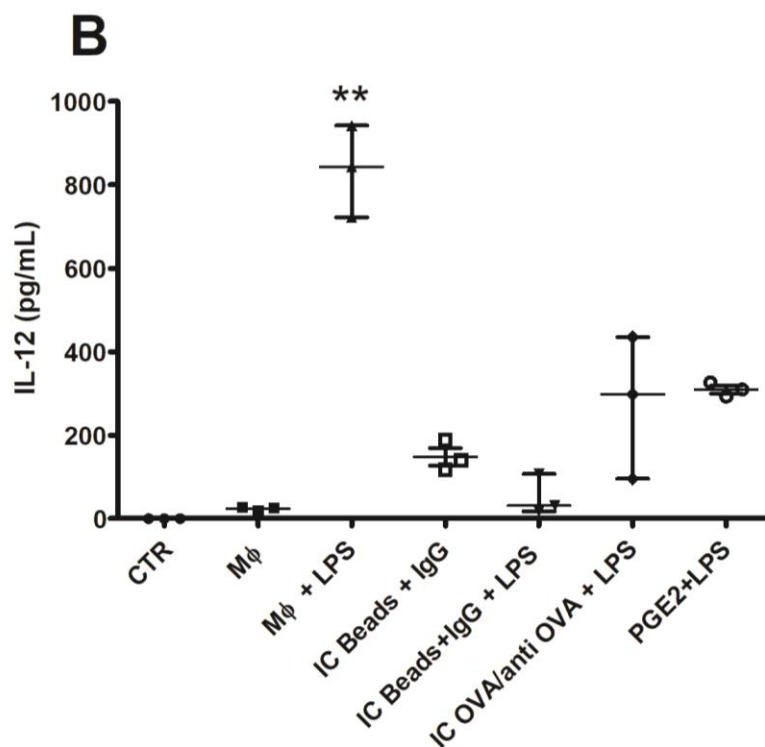 B
**
IL-12 (pg/mL)
1000
800
600
400
200
0
CTR
Mϕ
Mϕ + LPS
IC Beads + IgG
IC Beads+IgG + LPS
IC OVA/anti OVA + LPS
PGE2+LPS